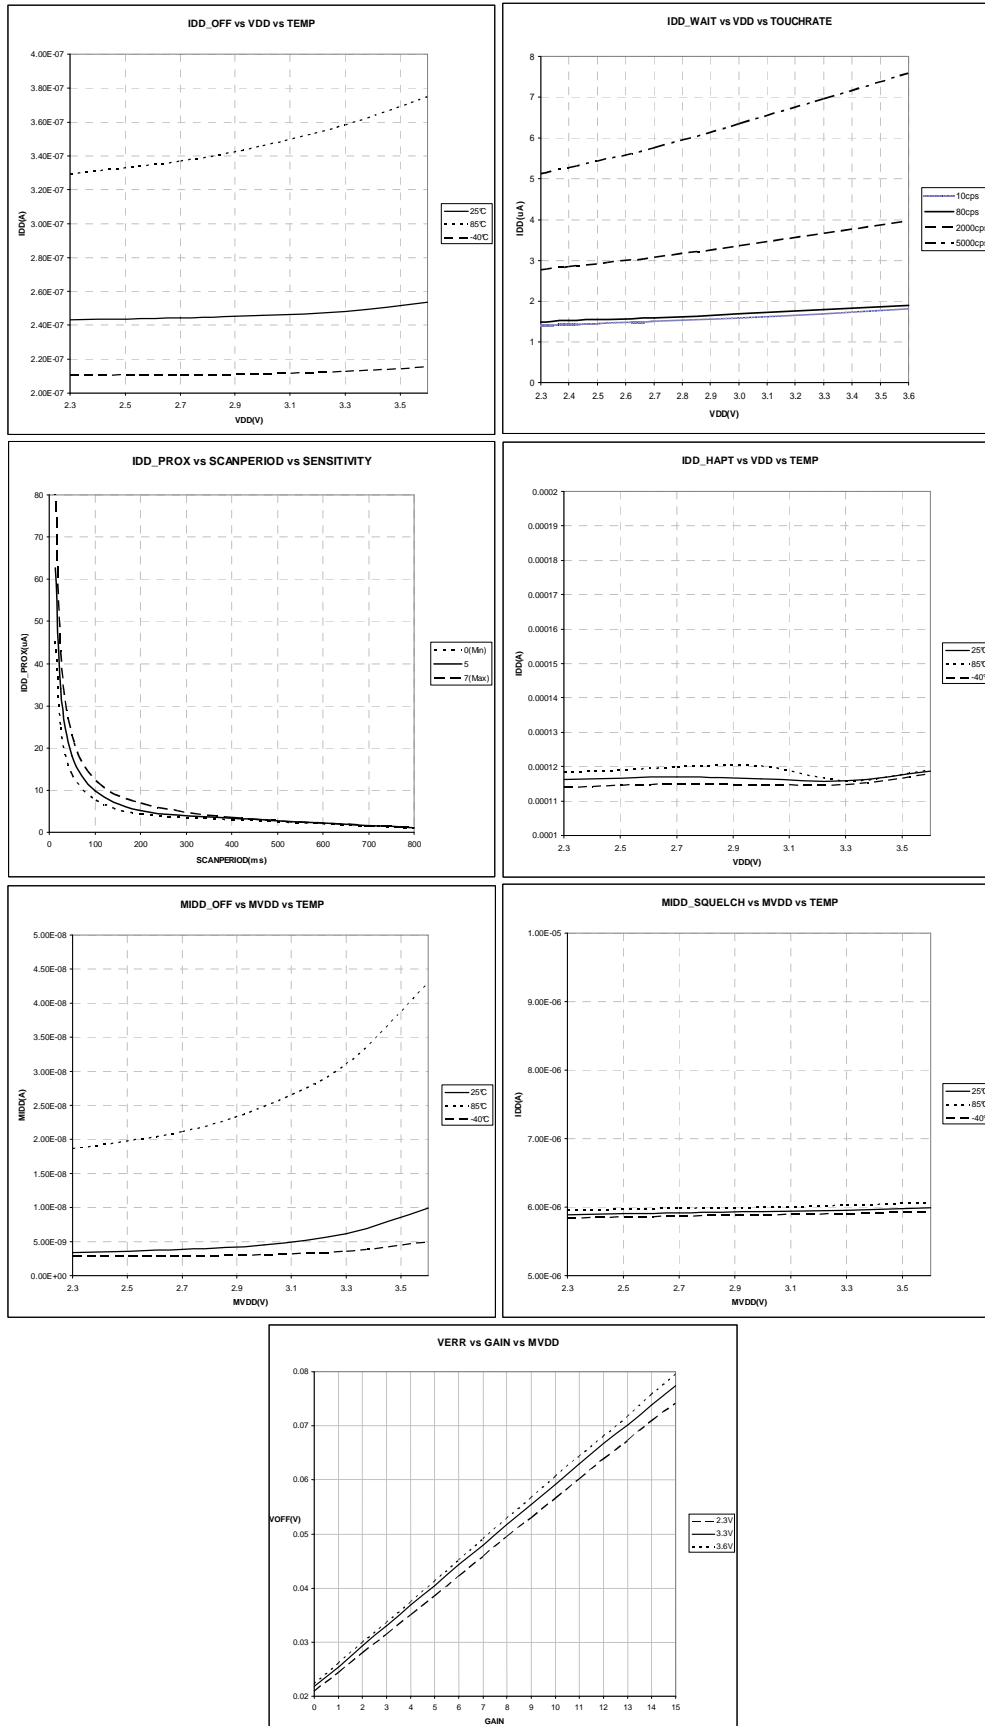 IDD_OFF vs VDD vs TEMP
4.00E-07
3.80E-07
3.60E-07
3.40E-07
3.20E-07
3.00E-07
2.80E-07
2.60E-07
2.40E-07
2.20E-07
2.00E-07
IDD(A)
2.3 2.5 2.7 2.9 3.1 3.3 3.5
VDD(V)
25℃
85℃
-40℃
IDD_WAIT vs VDD vs TOUCHRATE
8
7
6
5
4
3
2
1
0
IDD(uA)
2.3 2.4 2.5 2.6 2.7 2.8 2.9 3.0 3.1 3.2 3.3 3.4 3.5 3.6
VDD(V)
10cps
80cps
2000cps
5000cps
IDD_PROX vs SCANPERIOD vs SENSITIVITY
80
70
60
50
40
30
20
10
0
IDD_PROX(uA)
0 100 200 300 400 500 600 700 800
SCANPERIOD(ms)
0(Min)
5
7(Max)
IDD_HAPT vs VDD vs TEMP
0.0002
0.00019
0.00018
0.00017
0.00016
0.00015
0.00014
0.00013
0.00012
0.00011
0.0001
IDD(A)
2.3 2.5 2.7 2.9 3.1 3.3 3.5
VDD(V)
25℃
85℃
-40℃
MIDD_OFF vs MVDD vs TEMP
5.00E-08
4.50E-08
4.00E-08
3.50E-08
3.00E-08
2.50E-08
2.00E-08
1.50E-08
1.00E-08
5.00E-09
0.00E+00
MIDD(A)
2.3 2.5 2.7 2.9 3.1 3.3 3.5
MVDD(V)
25℃
85℃
-40℃
MIDD_SQUELCH vs MVDD vs TEMP
1.00E-05
9.00E-06
8.00E-06
7.00E-06
6.00E-06
5.00E-06
IDD(A)
2.3 2.5 2.7 2.9 3.1 3.3 3.5
MVDD(V)
25℃
85℃
-40℃
VERR vs GAIN vs MVDD
0.08
0.07
0.06
0.05
0.04
0.03
0.02
VOFF(V)
0 1 2 3 4 5 6 7 8 9 10 11 12 13 14 15
GAIN
2.3V
3.3V
3.6V